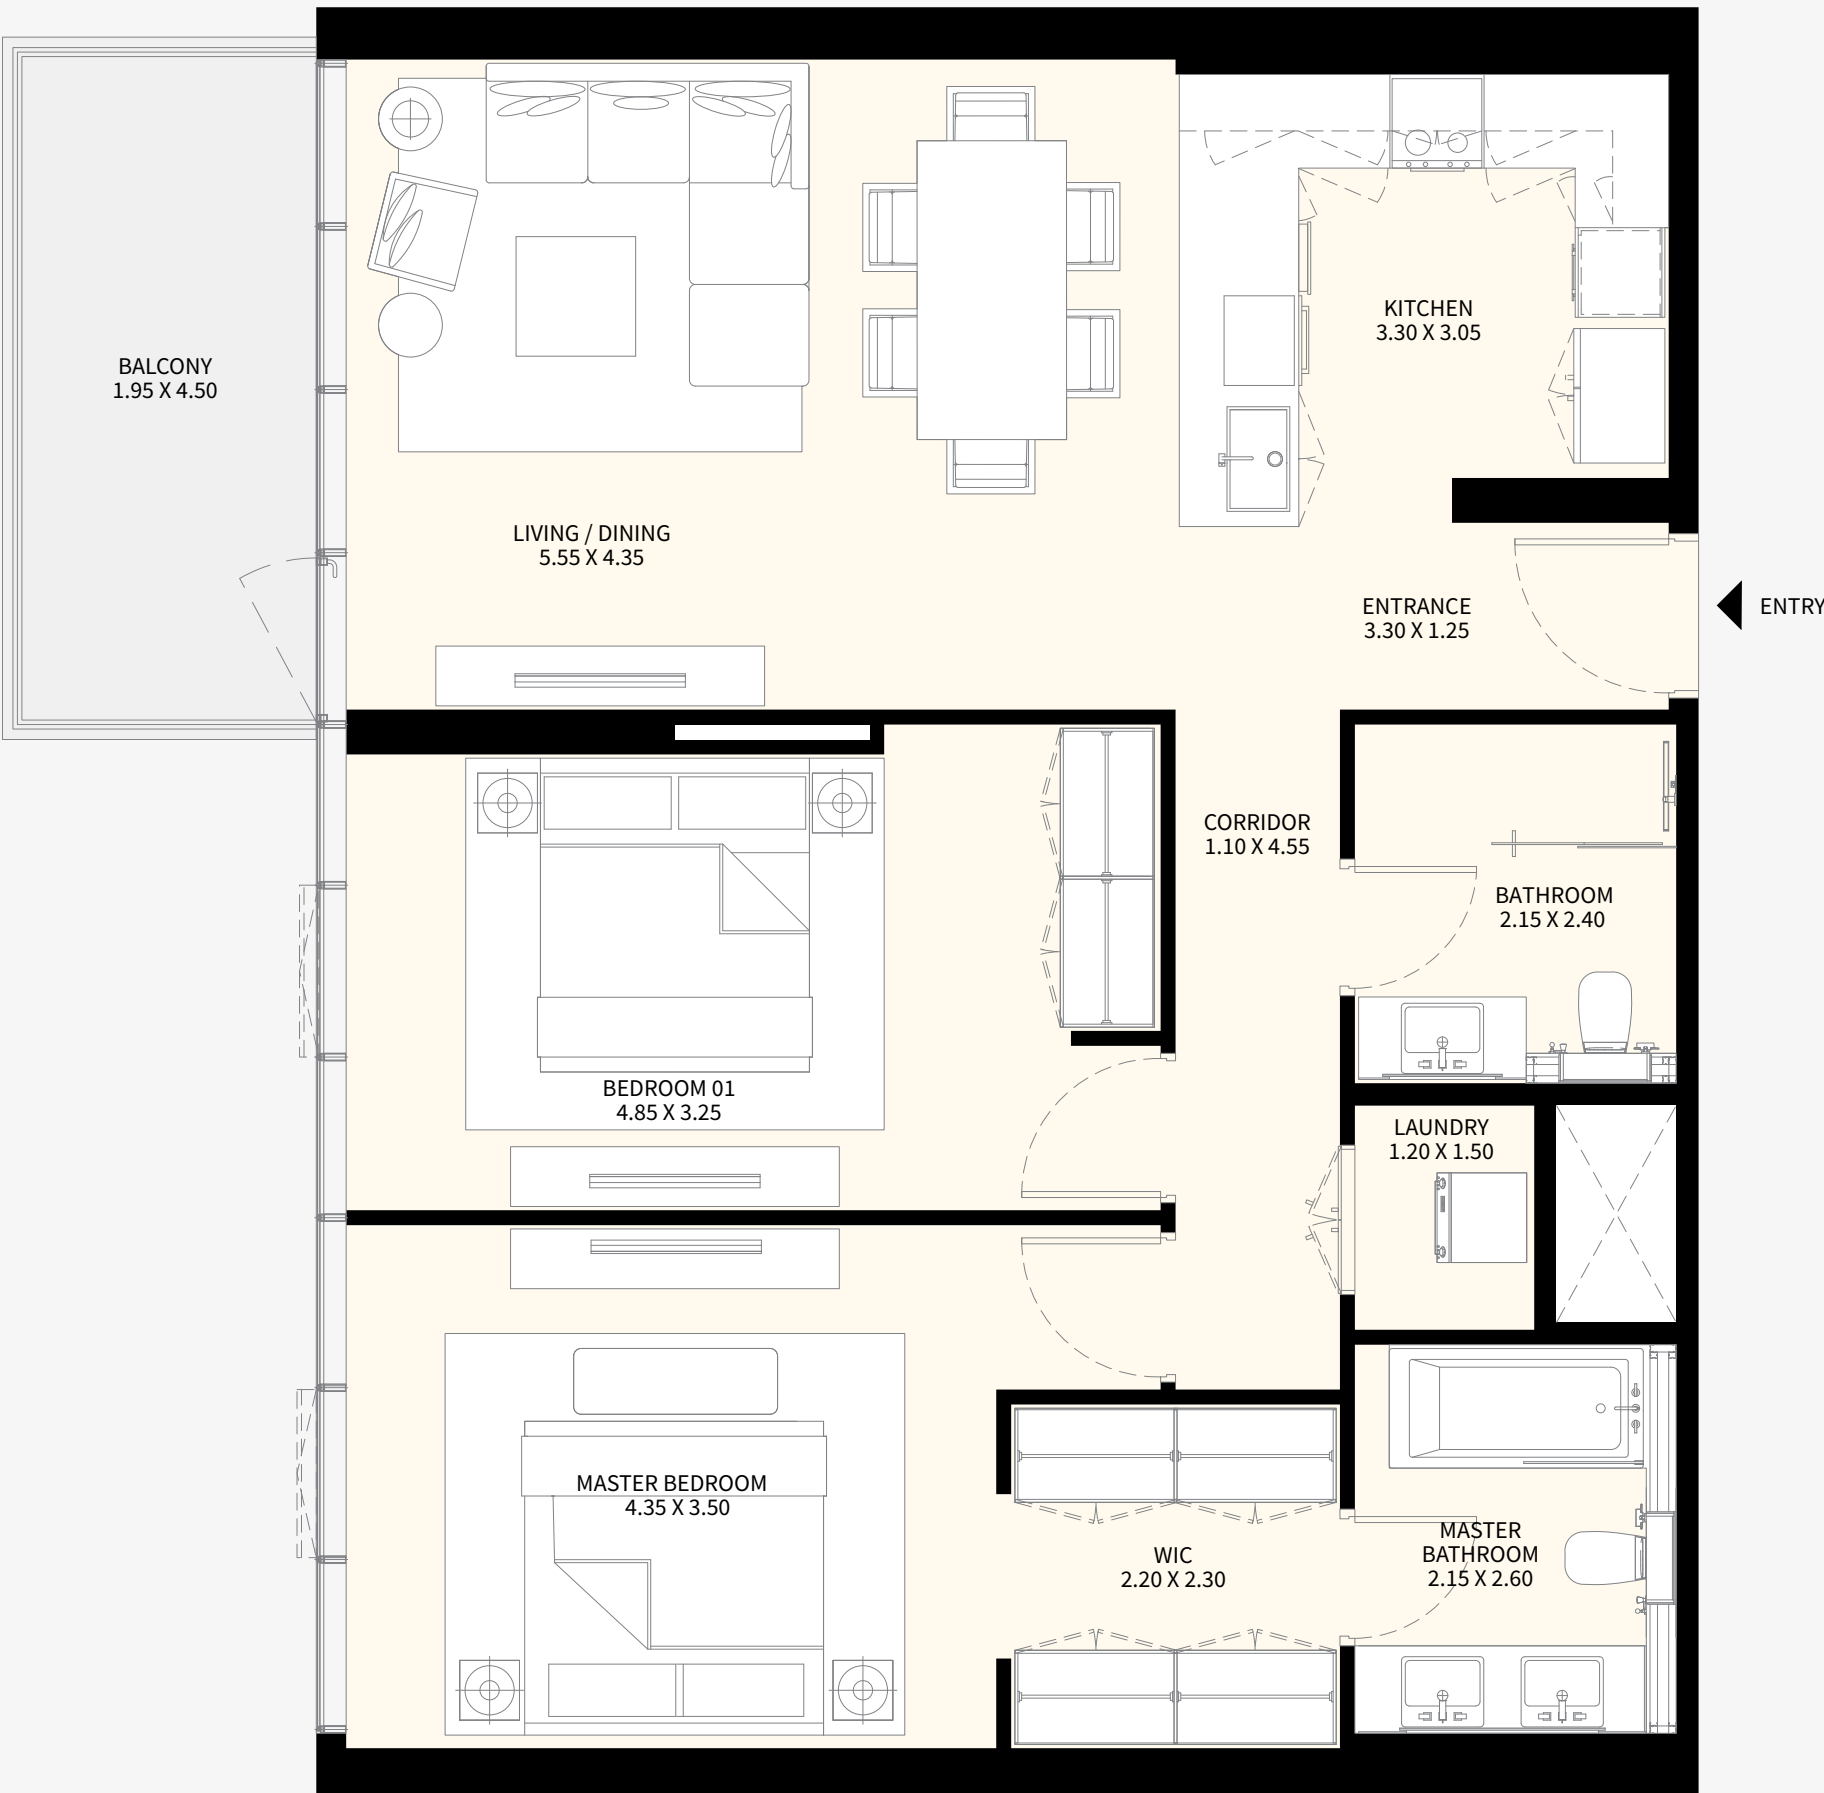 KITCHEN
3.30 X 3.05
BALCONY
1.95 X 4.50
LIVING / DINING
5.55 X 4.35
ENTRANCE
3.30 X 1.25
ENTRY
CORRIDOR
1.10 X 4.55
BATHROOM
2.15 X 2.40
BEDROOM 01
4.85 X 3.25
LAUNDRY
1.20 X 1.50
MASTER BEDROOM
4.35 X 3.50
WIC
2.20 X 2.30
MASTER
BATHROOM
2.15 X 2.60